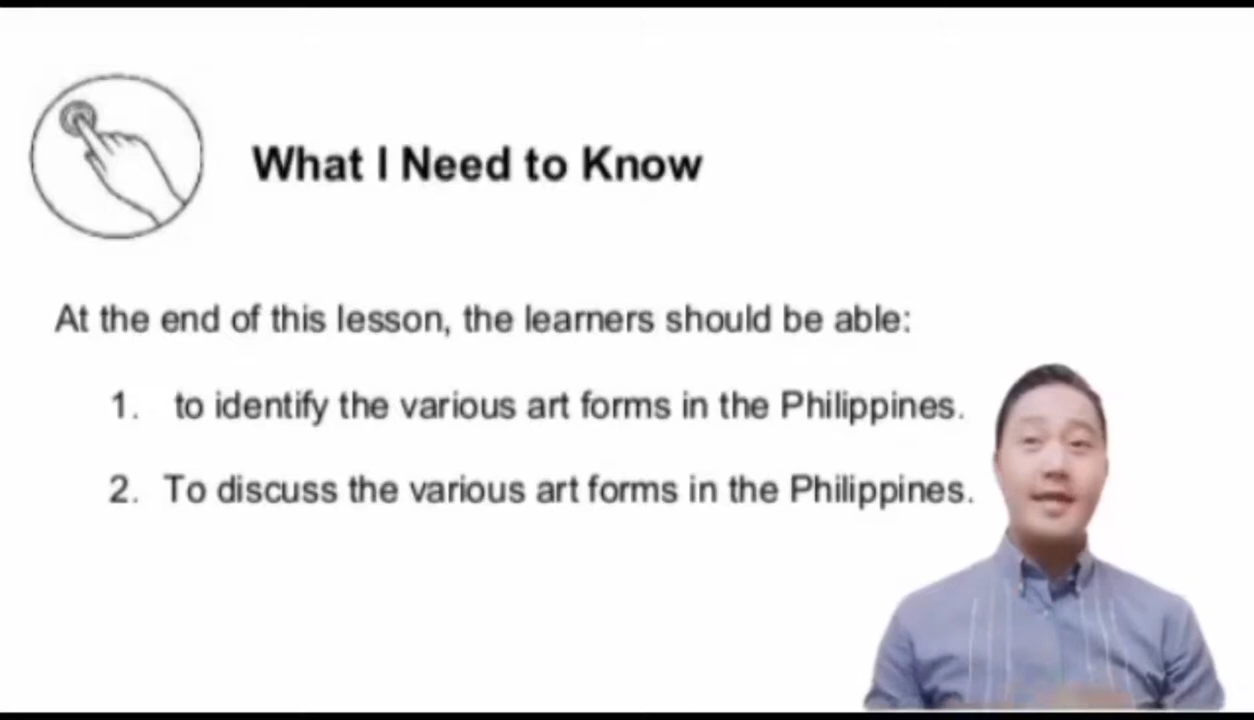 What I Need to Know
At the end of this lesson, the learners should be able:
1. to identify the various art forms in the Philippines.
2. To discuss the various art forms in the Philippines.